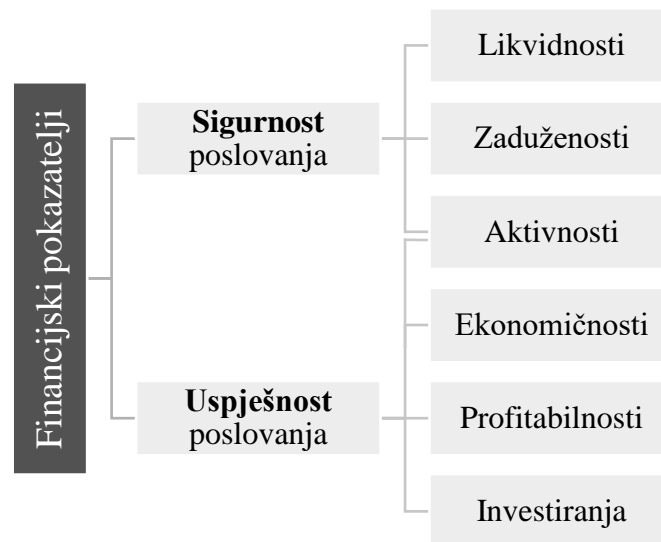 Financijski pokazatelji
Sigurnost
poslovanja
Likvidnosti
Zaduženosti
Aktivnosti
Uspješnost
poslovanja
Ekonomičnosti
Profitabilnosti
Investiranja